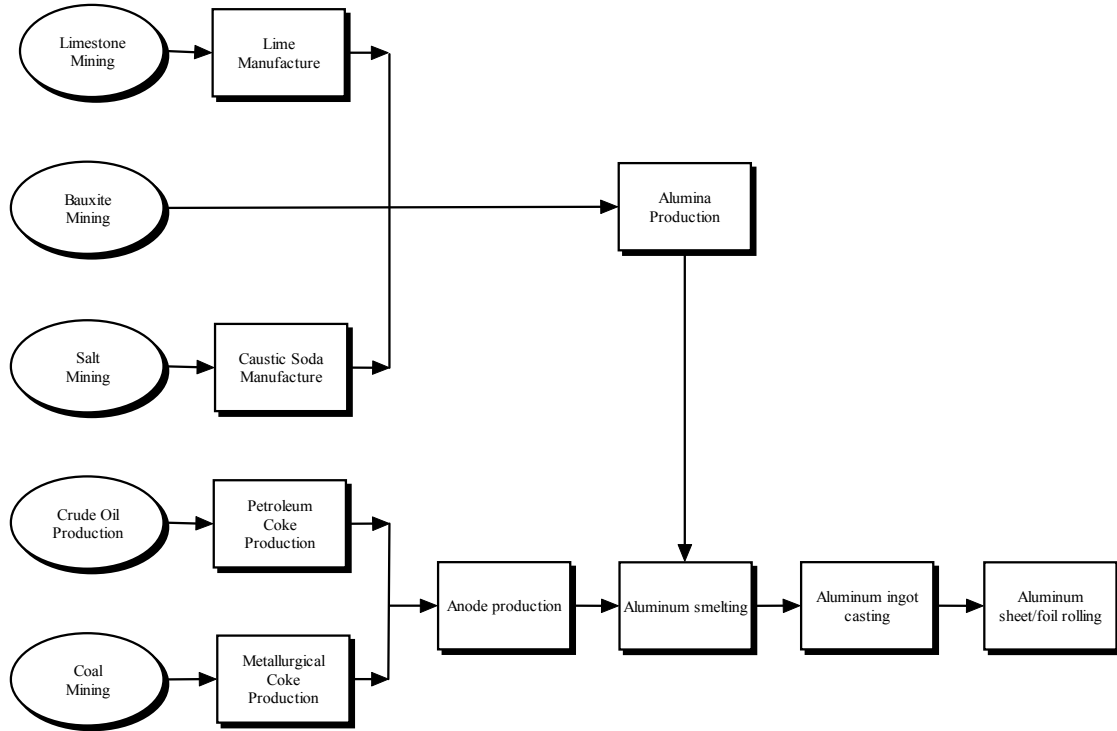 Limestone
Mining
Lime
Manufacture
Bauxite
Mining
Alumina
Production
Salt
Mining
Caustic Soda
Manufacture
Crude Oil
Production
Petroleum
Coke
Production
Anode production
Aluminum smelting
Aluminum ingot
casting
Aluminum
sheet/foil rolling
Coal
Mining
Metallurgical
Coke
Production